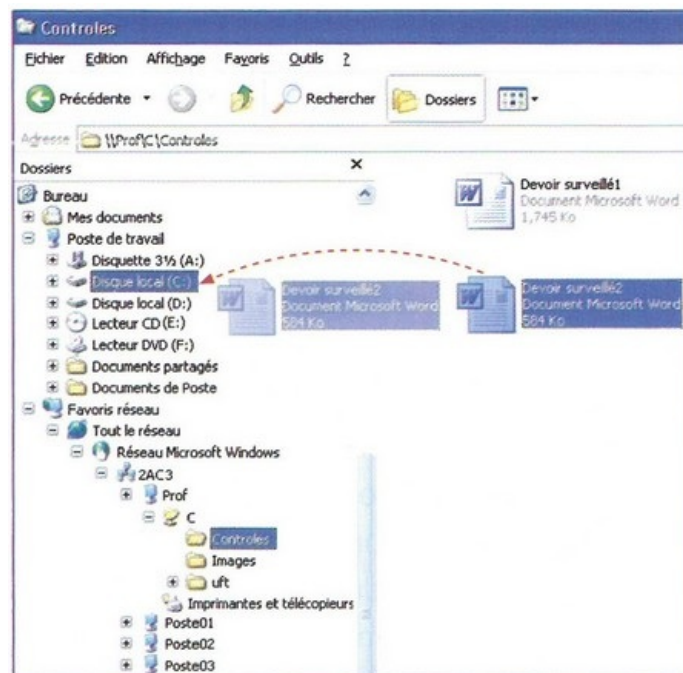 Controles
Fichier Edition Affichage Favoris Outils ?
Précédente Rechercher Dossiers
Adresse \\Prof\C\Controles
Dossiers
Bureau
Mes documents
Poste de travail
Disquette 3½ (A:)
Disque local (C:)
Disque local (D:)
Lecteur CD (E:)
Lecteur DVD (F:)
Documents partagés
Documents de Poste
Favoris réseau
Tout le réseau
Réseau Microsoft Windows
2AC3
Prof
C
Controles
Images
uft
Imprimantes et télécopieurs
Poste01
Poste02
Poste03
Devoir surveillé1
Document Microsoft Word
1,745 Ko
Devoir surveillé2
Document Microsoft Word
584 Ko
Devoir surveillé2
Document Microsoft Word
584 Ko